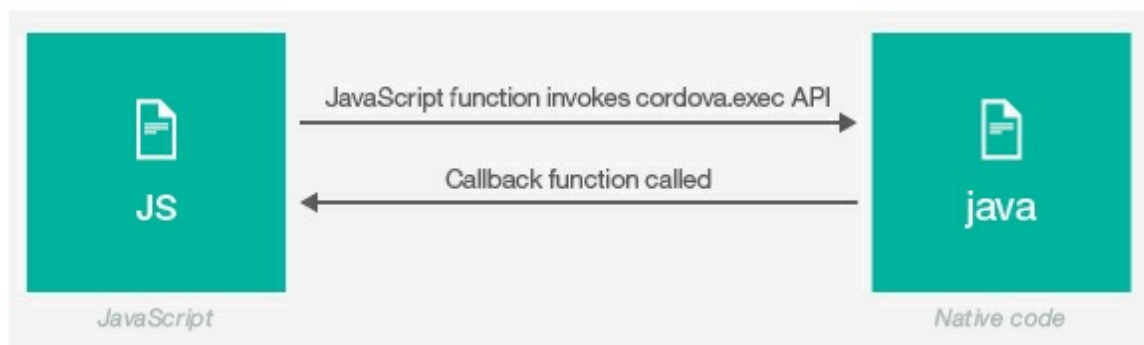 JavaScript function invokes cordova.exec API
Callback function called
JS
java
JavaScript
Native code